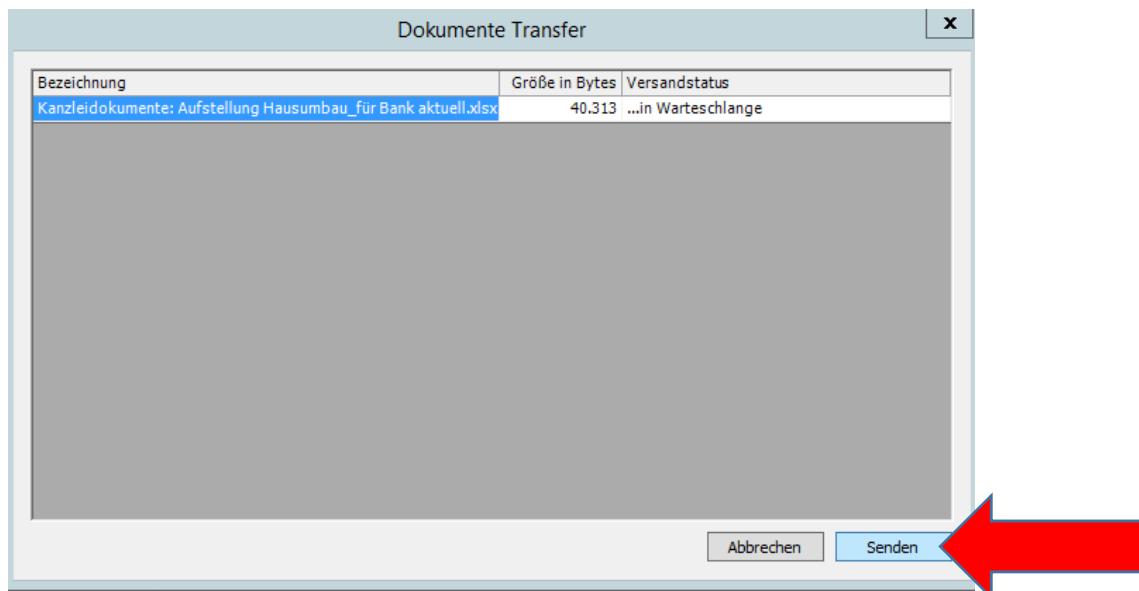 Dokumente Transfer
x
Bezeichnung Größe in Bytes Versandstatus
Kanzleidokumente: Aufstellung Hausumbau_für Bank aktuell.xlsx 40.313 ...in Warteschlange
Abbrechen Senden